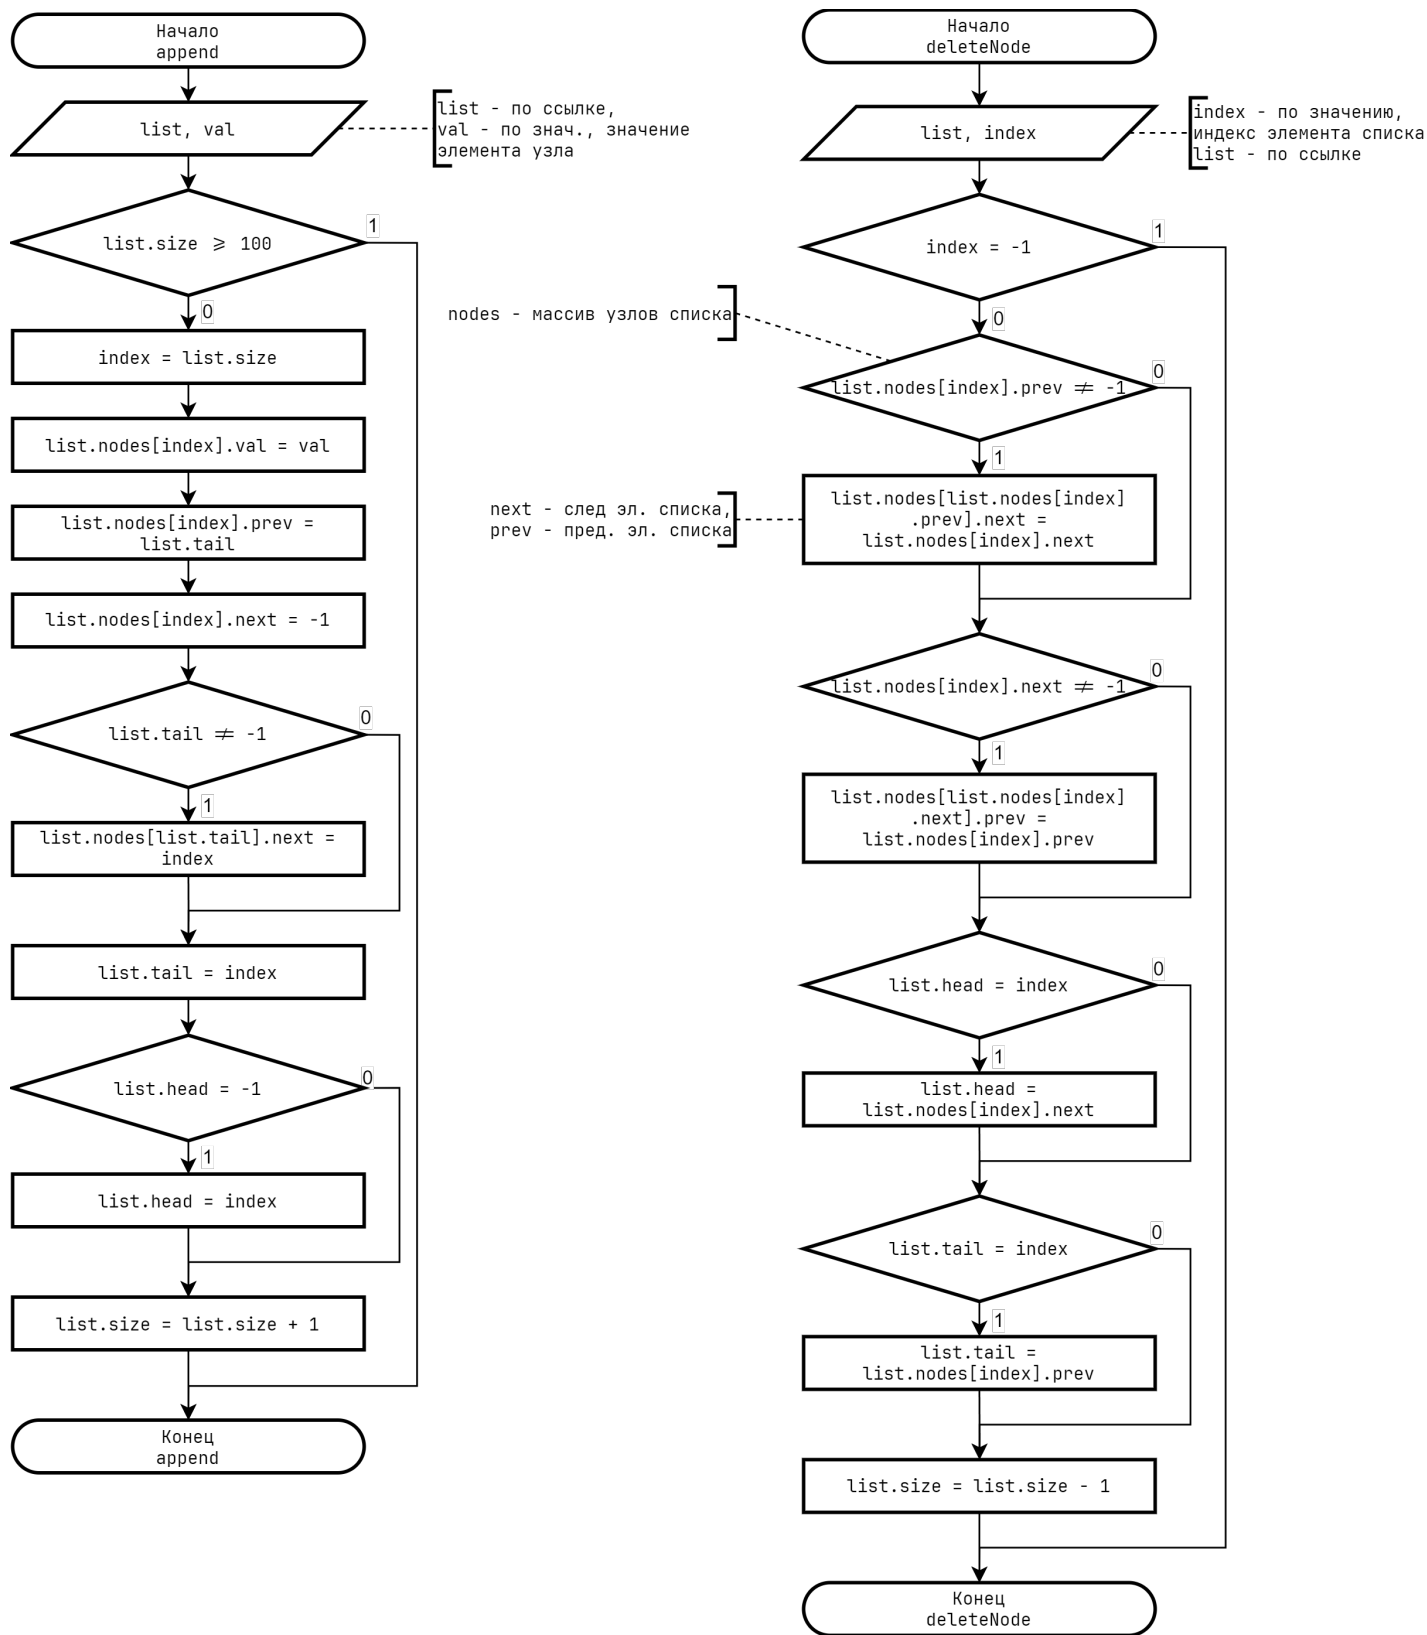 Начало
append
list, val
list - по ссылке,
val - по знач., значение
элемента узла
list.size ⩾ 100
1
0
index = list.size
list.nodes[index].val = val
list.nodes[index].prev =
list.tail
list.nodes[index].next = -1
list.tail ≠ -1
0
1
list.nodes[list.tail].next =
index
list.tail = index
list.head = -1
0
1
list.head = index
list.size = list.size + 1
Конец
append
Начало
deleteNode
list, index
index - по значению,
индекс элемента списка
list - по ссылке
index = -1
1
0
nodes - массив узлов списка
list.nodes[index].prev ≠ -1
0
1
next - след эл. списка,
prev - пред. эл. списка
list.nodes[list.nodes[index]
.prev].next =
list.nodes[index].next
list.nodes[index].next ≠ -1
0
1
list.nodes[list.nodes[index]
.next].prev =
list.nodes[index].prev
list.head = index
0
1
list.head =
list.nodes[index].next
list.tail = index
0
1
list.tail =
list.nodes[index].prev
list.size = list.size - 1
Конец
deleteNode